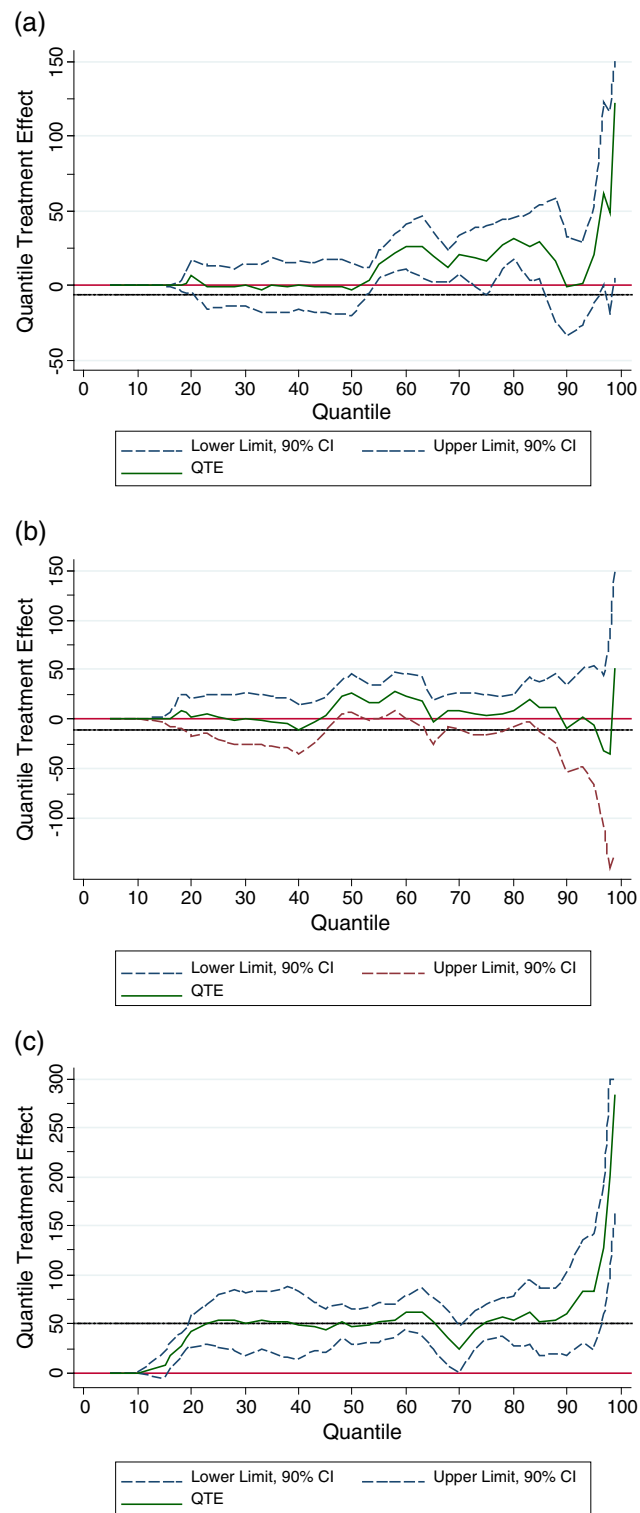 (a)
Quantile Treatment Effect
150
100
50
0
-50
0 10 20 30 40 50 60 70 80 90 100
Quantile
Lower Limit, 90% CI Upper Limit, 90% CI
QTE
(b)
Quantile Treatment Effect
150
100
50
0
-50
-100
0 10 20 30 40 50 60 70 80 90 100
Quantile
Lower Limit, 90% CI Upper Limit, 90% CI
QTE
(c)
Quantile Treatment Effect
300
250
200
150
100
50
0
0 10 20 30 40 50 60 70 80 90 100
Quantile
Lower Limit, 90% CI Upper Limit, 90% CI
QTE